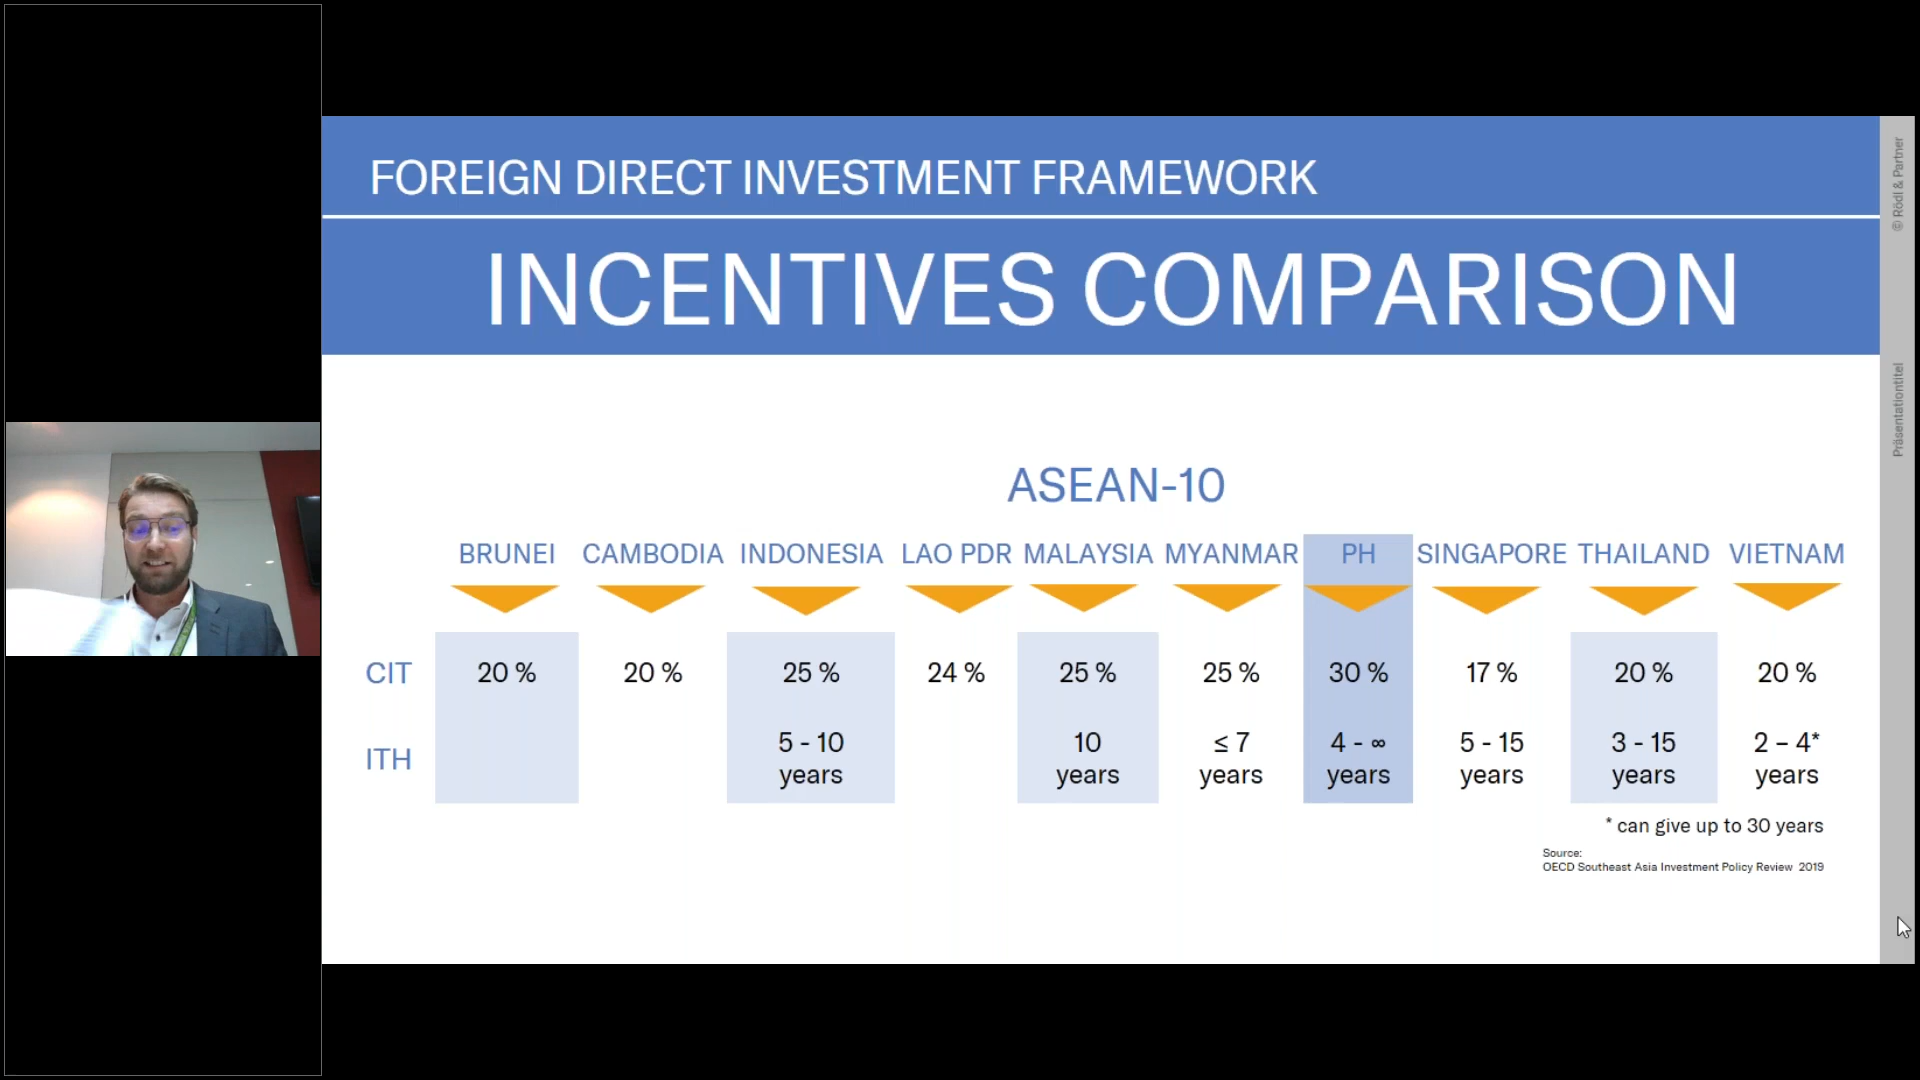 FOREIGN DIRECT INVESTMENT FRAMEWORK
INCENTIVES COMPARISON
ASEAN-10
BRUNEI CAMBODIA INDONESIA LAO PDR MALAYSIA MYANMAR PH SINGAPORE THAILAND VIETNAM
CIT 20 % 20 % 25 % 24 % 25 % 25 % 30 % 17 % 20 % 20 %
ITH 5 - 10 years 10 years ≤ 7 years 4 - ∞ years 5 - 15 years 3 - 15 years 2 – 4* years
* can give up to 30 years
Source:
OECD Southeast Asia Investment Policy Review 2019
© Rödl & Partner
Präsentationtitel